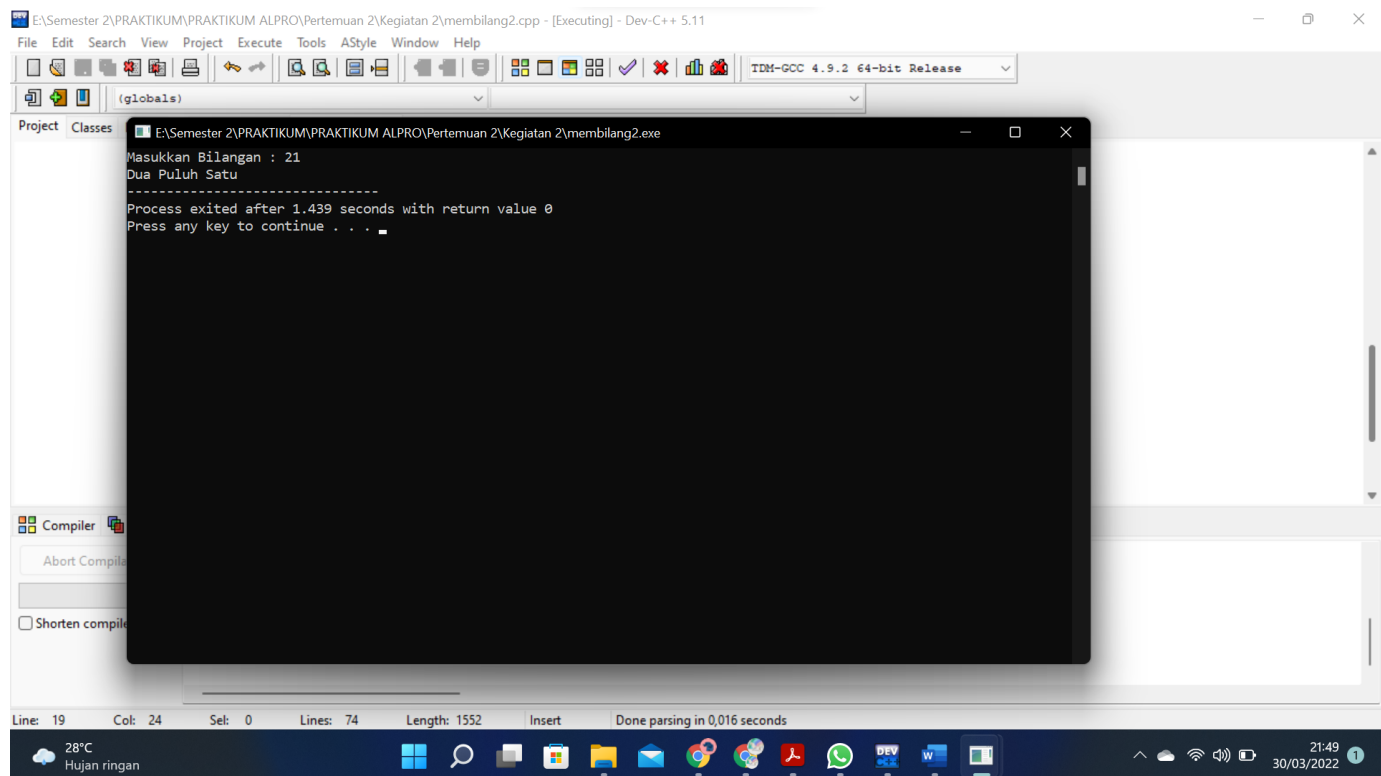 E:\Semester 2\PRAKTIKUM\PRAKTIKUM ALPRO\Pertemuan 2\Kegiatan 2\membilang2.cpp - [Executing] - Dev-C++ 5.11
File Edit Search View Project Execute Tools AStyle Window Help
TDM-GCC 4.9.2 64-bit Release
(globals)
Project Classes
E:\Semester 2\PRAKTIKUM\PRAKTIKUM ALPRO\Pertemuan 2\Kegiatan 2\membilang2.exe
Masukkan Bilangan : 21
Dua Puluh Satu
--------------------------------
Process exited after 1.439 seconds with return value 0
Press any key to continue . . .
Compiler
Abort Compila
Shorten compile
Line: 19 Col: 24 Sel: 0 Lines: 74 Length: 1552 Insert Done parsing in 0,016 seconds
28°C
Hujan ringan
DEV
W
21:49
30/03/2022
1